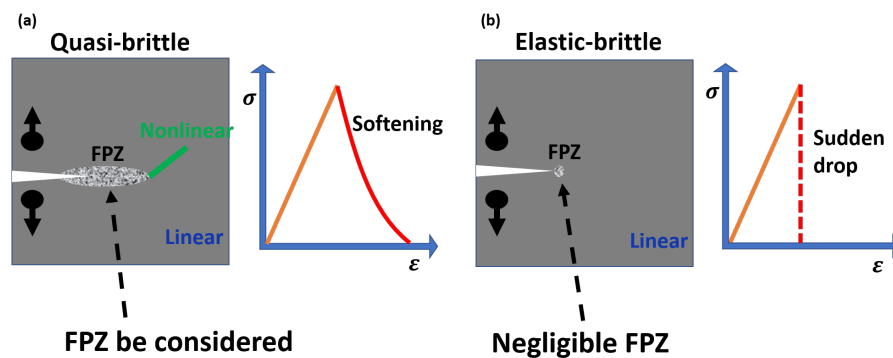 (a)
Quasi-brittle
σ
Nonlinear
FPZ
Softening
Linear
ε
FPZ be considered
(b)
Elastic-brittle
σ
FPZ
Sudden
drop
Linear
ε
Negligible FPZ